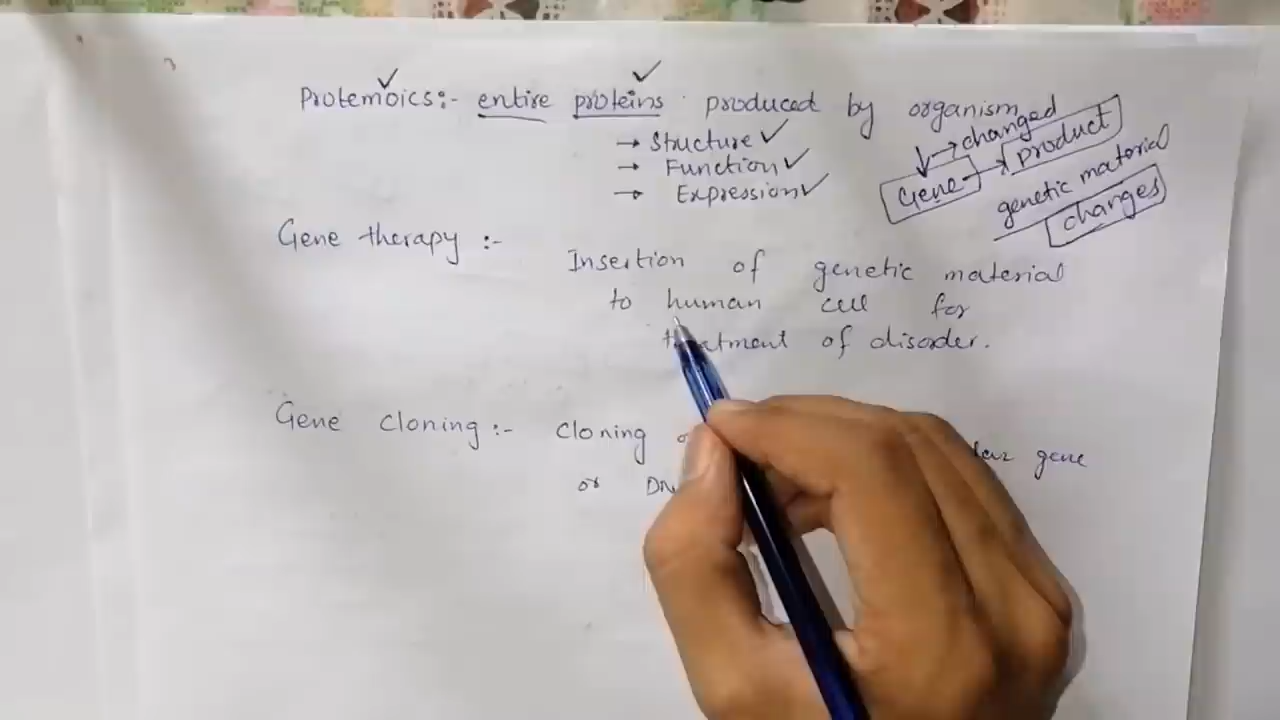 Protemoics:- entire proteins produced by organism
→ Structure ✓
→ Function ✓
→ Expression ✓
→ changed
Gene → product
genetic material
changes
Gene therapy :- Insertion of genetic material
to human cell for
treatment of disorder.
Gene cloning :- Cloning
gene
or